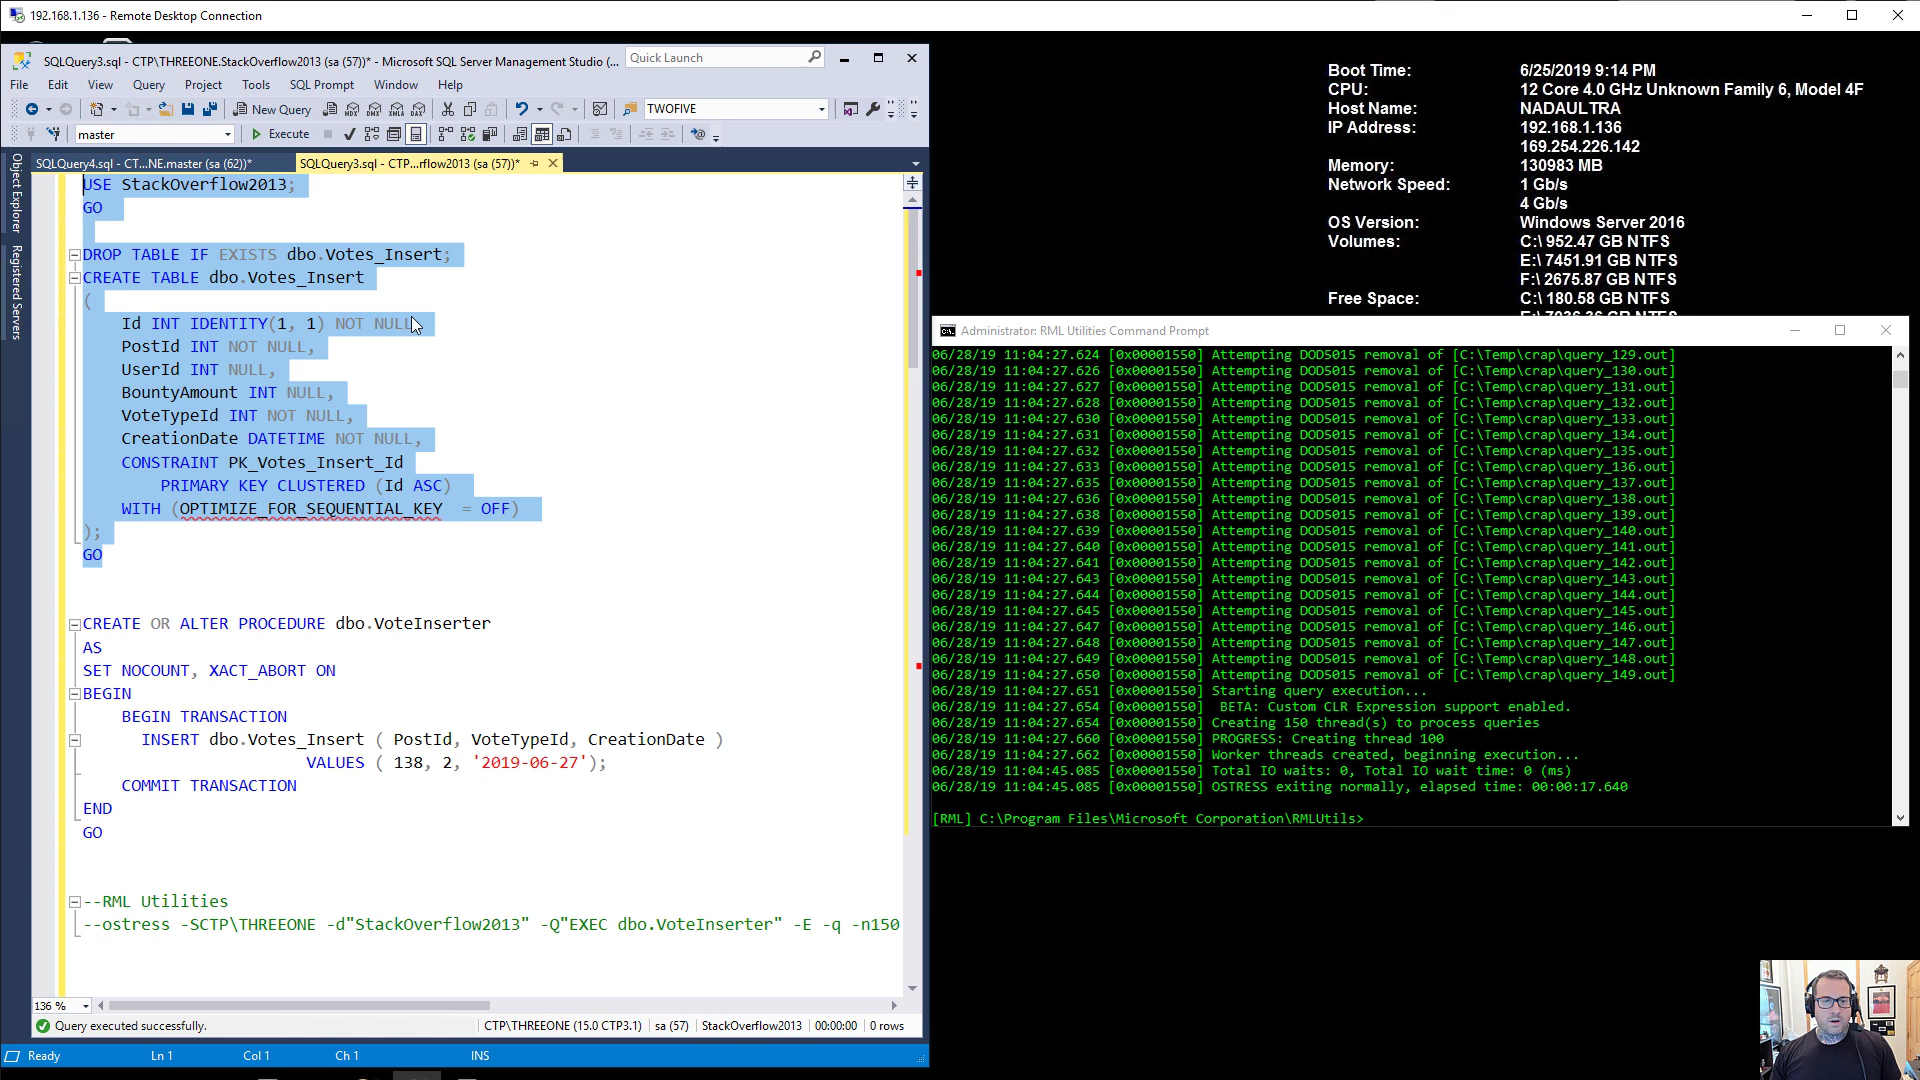 192.168.1.136 - Remote Desktop Connection
SQLQuery3.sql - CTP\THREEONE.StackOverflow2013 (sa (57))* - Microsoft SQL Server Management Studio (...
Quick Launch
File Edit View Query Project Tools SQL Prompt Window Help
New Query
TWOFIVE
master
Execute
SQLQuery4.sql - CT...NE.master (sa (62))*
SQLQuery3.sql - CTP...rflow2013 (sa (57))*
Object Explorer
Registered Servers
USE StackOverflow2013;
GO
DROP TABLE IF EXISTS dbo.Votes_Insert;
CREATE TABLE dbo.Votes_Insert
(
Id INT IDENTITY(1, 1) NOT NULL
PostId INT NOT NULL,
UserId INT NULL,
BountyAmount INT NULL,
VoteTypeId INT NOT NULL,
CreationDate DATETIME NOT NULL,
CONSTRAINT PK_Votes_Insert_Id
PRIMARY KEY CLUSTERED (Id ASC)
WITH (OPTIMIZE_FOR_SEQUENTIAL_KEY = OFF)
);
GO
CREATE OR ALTER PROCEDURE dbo.VoteInserter
AS
SET NOCOUNT, XACT_ABORT ON
BEGIN
BEGIN TRANSACTION
INSERT dbo.Votes_Insert ( PostId, VoteTypeId, CreationDate )
VALUES ( 138, 2, '2019-06-27');
COMMIT TRANSACTION
END
GO
--RML Utilities
--ostress -SCTP\THREEONE -d"StackOverflow2013" -Q"EXEC dbo.VoteInserter" -E -q -n150
136 %
Query executed successfully.
CTP\THREEONE (15.0 CTP3.1) sa (57) StackOverflow2013 00:00:00 0 rows
Ready Ln 1 Col 1 Ch 1 INS
Boot Time: 6/25/2019 9:14 PM
CPU: 12 Core 4.0 GHz Unknown Family 6, Model 4F
Host Name: NADAULTRA
IP Address: 192.168.1.136
169.254.226.142
Memory: 130983 MB
Network Speed: 1 Gb/s
4 Gb/s
OS Version: Windows Server 2016
Volumes: C:\ 952.47 GB NTFS
E:\ 7451.91 GB NTFS
F:\ 2675.87 GB NTFS
Free Space: C:\ 180.58 GB NTFS
Administrator: RML Utilities Command Prompt
06/28/19 11:04:27.624 [0x00001550] Attempting DOD5015 removal of [C:\Temp\crap\query_129.out]
06/28/19 11:04:27.626 [0x00001550] Attempting DOD5015 removal of [C:\Temp\crap\query_130.out]
06/28/19 11:04:27.627 [0x00001550] Attempting DOD5015 removal of [C:\Temp\crap\query_131.out]
06/28/19 11:04:27.628 [0x00001550] Attempting DOD5015 removal of [C:\Temp\crap\query_132.out]
06/28/19 11:04:27.630 [0x00001550] Attempting DOD5015 removal of [C:\Temp\crap\query_133.out]
06/28/19 11:04:27.631 [0x00001550] Attempting DOD5015 removal of [C:\Temp\crap\query_134.out]
06/28/19 11:04:27.632 [0x00001550] Attempting DOD5015 removal of [C:\Temp\crap\query_135.out]
06/28/19 11:04:27.633 [0x00001550] Attempting DOD5015 removal of [C:\Temp\crap\query_136.out]
06/28/19 11:04:27.635 [0x00001550] Attempting DOD5015 removal of [C:\Temp\crap\query_137.out]
06/28/19 11:04:27.636 [0x00001550] Attempting DOD5015 removal of [C:\Temp\crap\query_138.out]
06/28/19 11:04:27.638 [0x00001550] Attempting DOD5015 removal of [C:\Temp\crap\query_139.out]
06/28/19 11:04:27.639 [0x00001550] Attempting DOD5015 removal of [C:\Temp\crap\query_140.out]
06/28/19 11:04:27.640 [0x00001550] Attempting DOD5015 removal of [C:\Temp\crap\query_141.out]
06/28/19 11:04:27.641 [0x00001550] Attempting DOD5015 removal of [C:\Temp\crap\query_142.out]
06/28/19 11:04:27.643 [0x00001550] Attempting DOD5015 removal of [C:\Temp\crap\query_143.out]
06/28/19 11:04:27.644 [0x00001550] Attempting DOD5015 removal of [C:\Temp\crap\query_144.out]
06/28/19 11:04:27.645 [0x00001550] Attempting DOD5015 removal of [C:\Temp\crap\query_145.out]
06/28/19 11:04:27.647 [0x00001550] Attempting DOD5015 removal of [C:\Temp\crap\query_146.out]
06/28/19 11:04:27.648 [0x00001550] Attempting DOD5015 removal of [C:\Temp\crap\query_147.out]
06/28/19 11:04:27.649 [0x00001550] Attempting DOD5015 removal of [C:\Temp\crap\query_148.out]
06/28/19 11:04:27.650 [0x00001550] Attempting DOD5015 removal of [C:\Temp\crap\query_149.out]
06/28/19 11:04:27.651 [0x00001550] Starting query execution...
06/28/19 11:04:27.654 [0x00001550] BETA: Custom CLR Expression support enabled.
06/28/19 11:04:27.654 [0x00001550] Creating 150 thread(s) to process queries
06/28/19 11:04:27.660 [0x00001550] PROGRESS: Creating thread 100
06/28/19 11:04:27.662 [0x00001550] Worker threads created, beginning execution...
06/28/19 11:04:45.085 [0x00001550] Total IO waits: 0, Total IO wait time: 0 (ms)
06/28/19 11:04:45.085 [0x00001550] OSTRESS exiting normally, elapsed time: 00:00:17.640
[RML] C:\Program Files\Microsoft Corporation\RMLUtils>